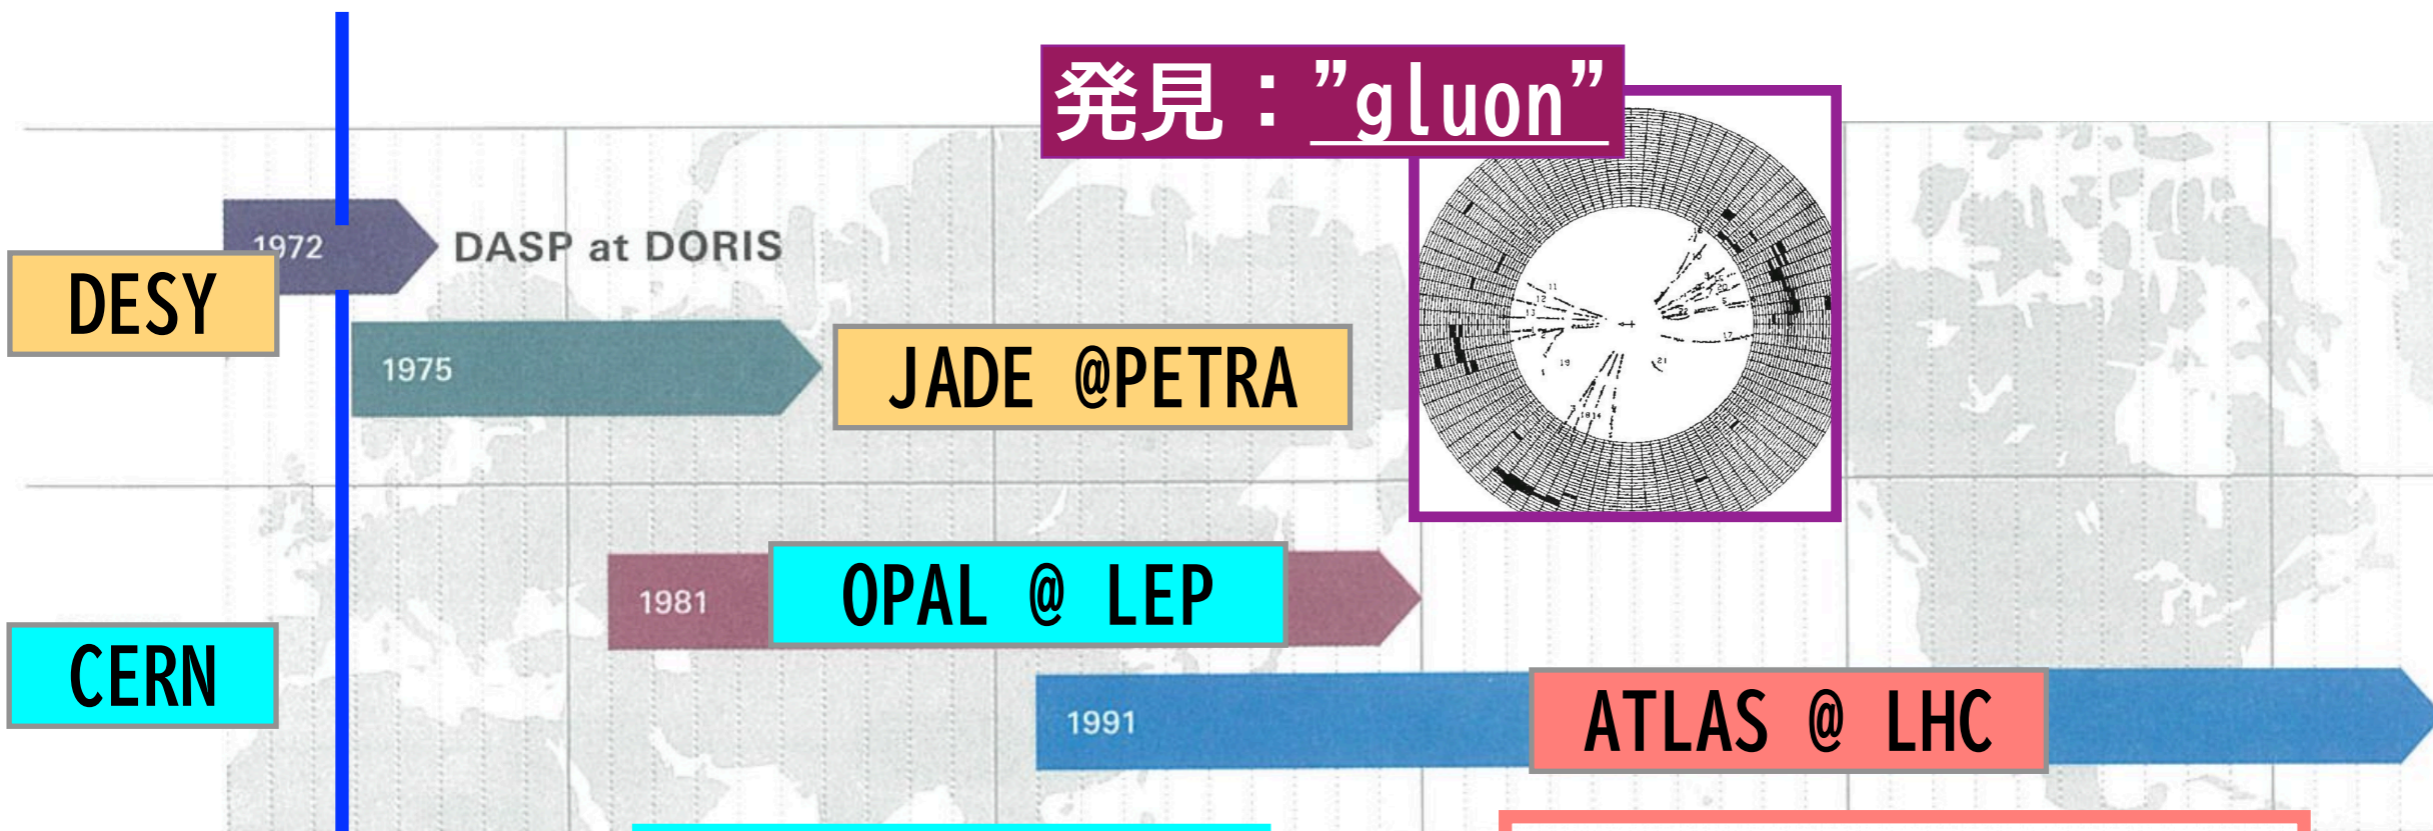 発見：”gluon”
1972
DASP at DORIS
DESY
1975
JADE @PETRA
1981
OPAL @ LEP
CERN
1991
ATLAS @ LHC